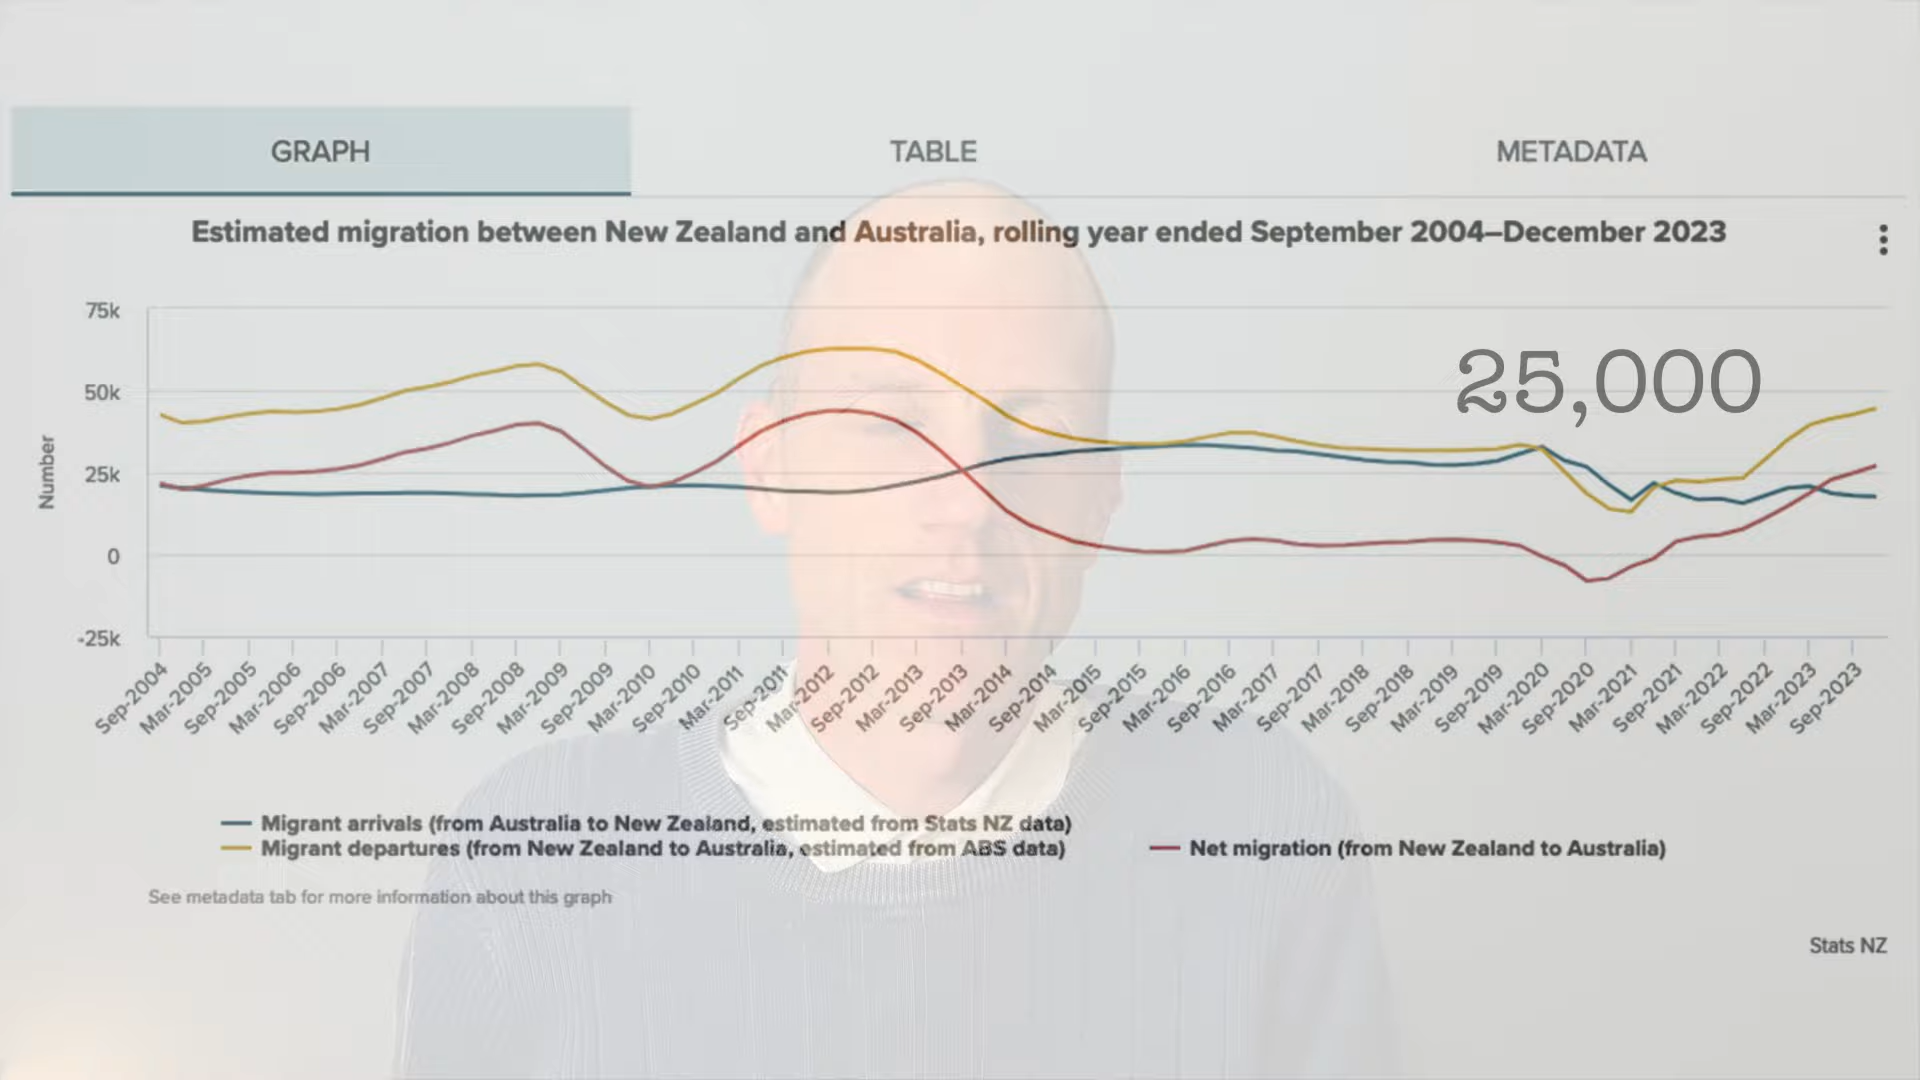 GRAPH TABLE METADATA
Estimated migration between New Zealand and Australia, rolling year ended September 2004–December 2023
25,000
75k
50k
25k
0
-25k
Number
Sep-2004 Mar-2005 Sep-2005 Mar-2006 Sep-2006 Mar-2007 Sep-2007 Mar-2008 Sep-2008 Mar-2009 Sep-2009 Mar-2010 Sep-2010 Mar-2011 Sep-2011 Mar-2012 Sep-2012 Mar-2013 Sep-2013 Mar-2014 Sep-2014 Mar-2015 Sep-2015 Mar-2016 Sep-2016 Mar-2017 Sep-2017 Mar-2018 Sep-2018 Mar-2019 Sep-2019 Mar-2020 Sep-2020 Mar-2021 Sep-2021 Mar-2022 Sep-2022 Mar-2023 Sep-2023
Migrant arrivals (from Australia to New Zealand, estimated from Stats NZ data)
Migrant departures (from New Zealand to Australia, estimated from ABS data)
Net migration (from New Zealand to Australia)
See metadata tab for more information about this graph
Stats NZ